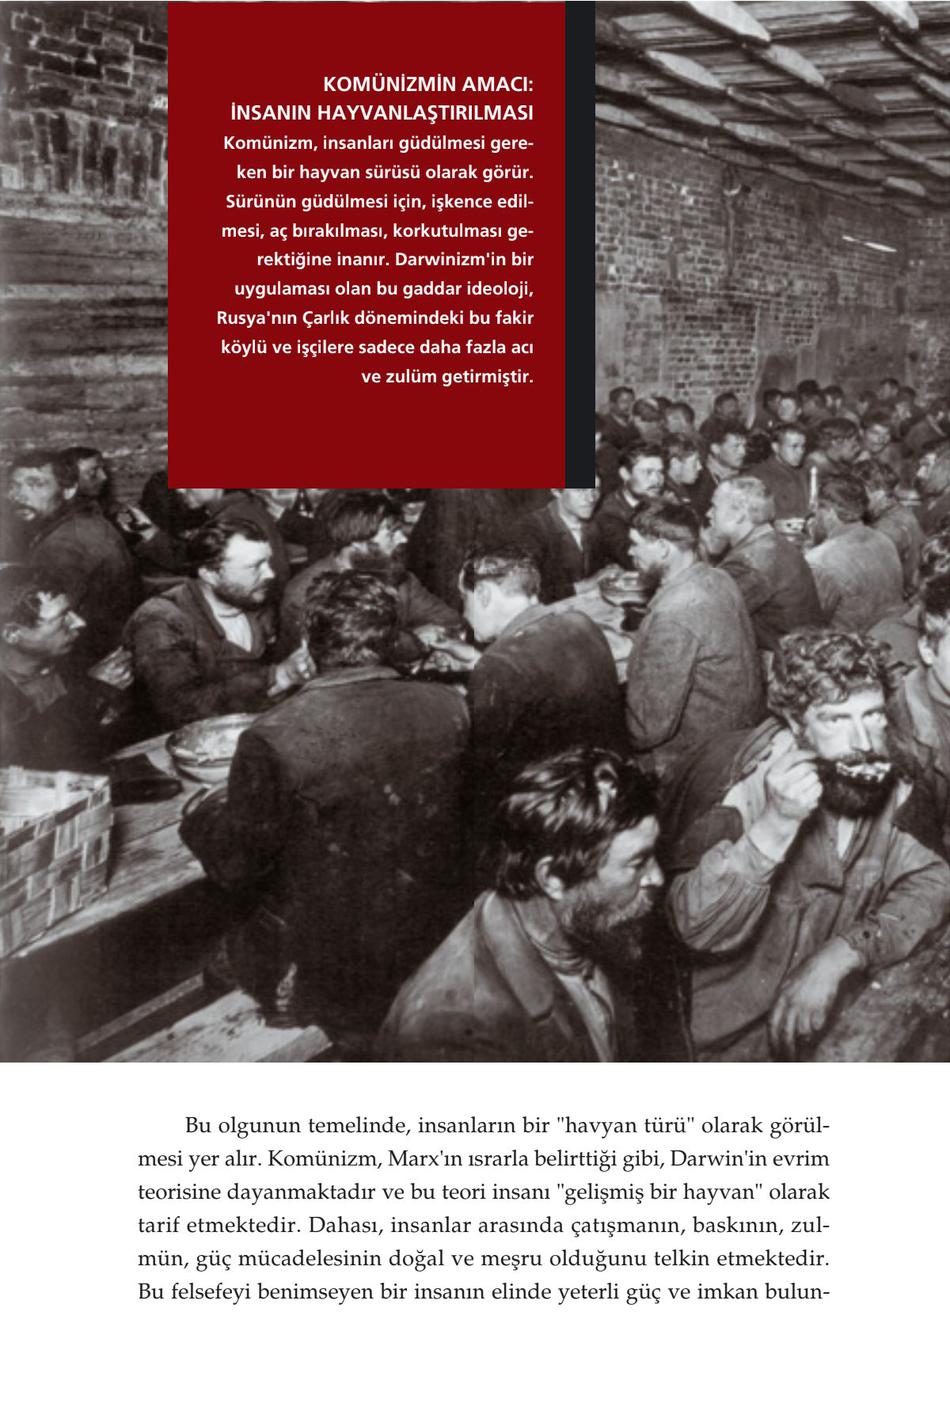 KOMÜNİZMİN AMACI:
İNSANIN HAYVANLAŞTIRILMASI
Komünizm, insanları güdülmesi gere-
ken bir hayvan sürüsü olarak görür.
Sürünün güdülmesi için, işkence edil-
mesi, aç bırakılması, korkutulması ge-
rektiğine inanır. Darwinizm'in bir
uygulaması olan bu gaddar ideoloji,
Rusya'nın Çarlık dönemindeki bu fakir
köylü ve işçilere sadece daha fazla acı
ve zulüm getirmiştir.
Bu olgunun temelinde, insanların bir "havyan türü" olarak görül-
mesi yer alır. Komünizm, Marx'ın ısrarla belirttiği gibi, Darwin'in evrim
teorisine dayanmaktadır ve bu teori insanı "gelişmiş bir hayvan" olarak
tarif etmektedir. Dahası, insanlar arasında çatışmanın, baskının, zul-
mün, güç mücadelesinin doğal ve meşru olduğunu telkin etmektedir.
Bu felsefeyi benimseyen bir insanın elinde yeterli güç ve imkan bulun-